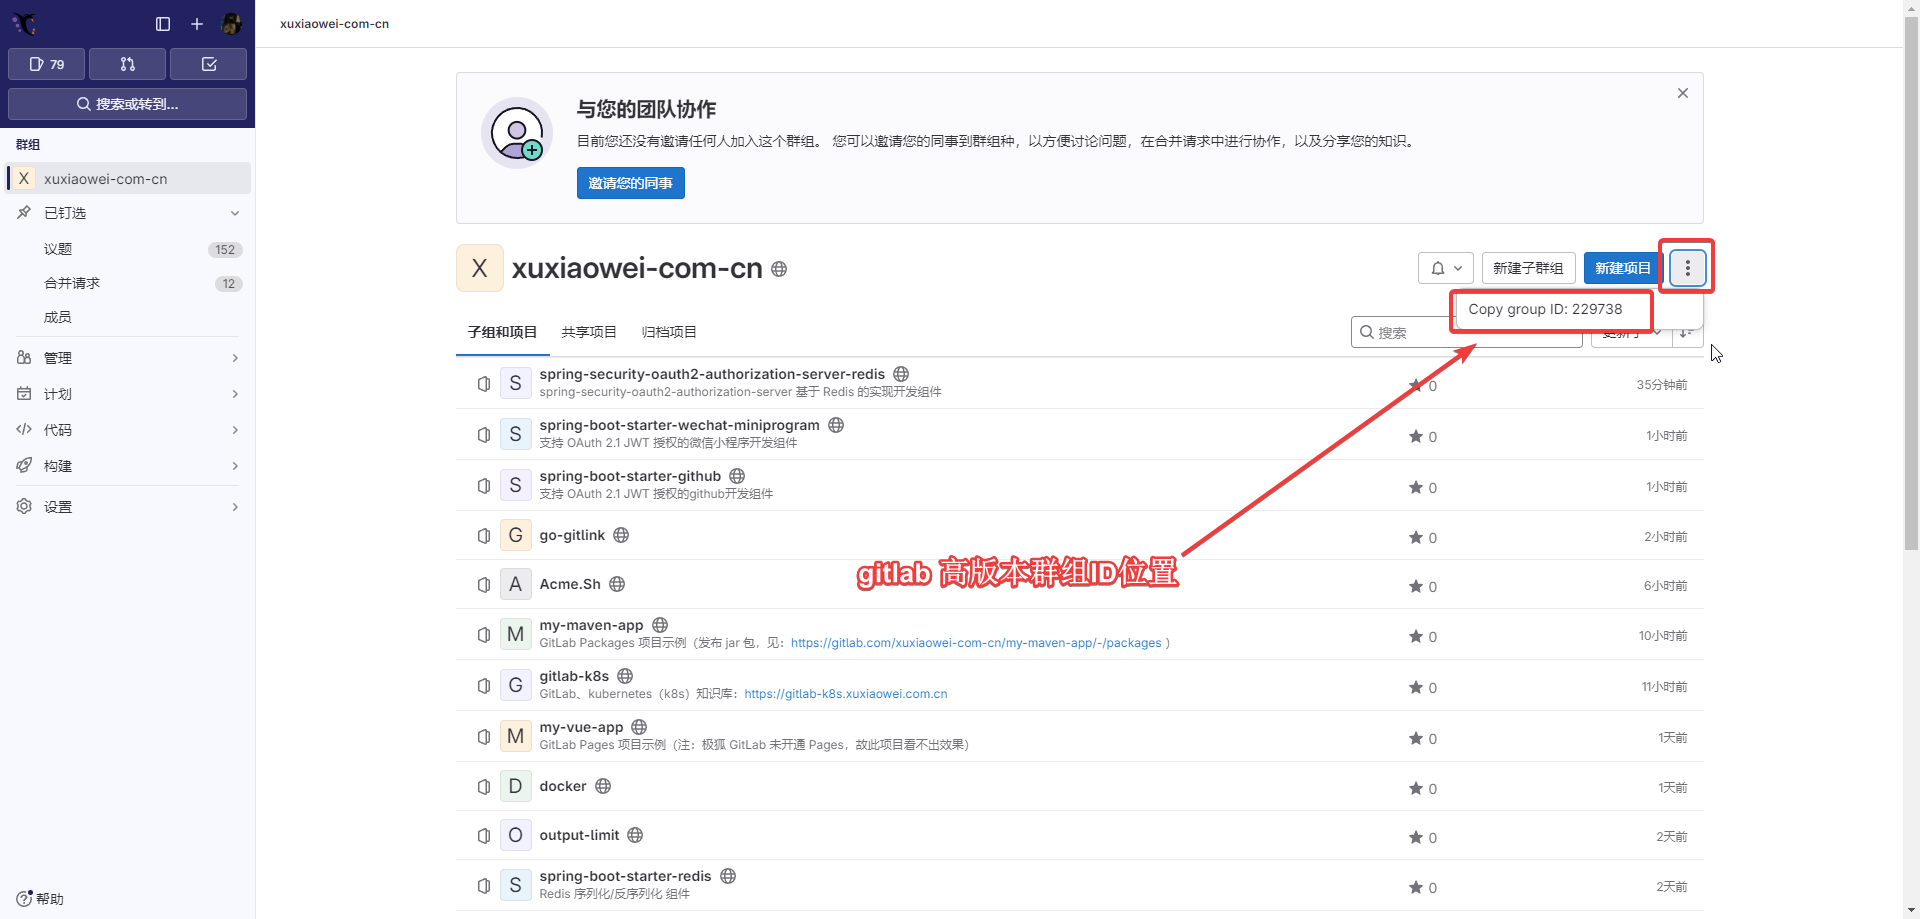 xuxiaowei-com-cn
79
搜索或转到...
群组
X xuxiaowei-com-cn
已钉选
议题 152
合并请求 12
成员
管理
计划
代码
构建
设置
帮助
与您的团队协作
目前您还没有邀请任何人加入这个群组。 您可以邀请您的同事到群组种，以方便讨论问题，在合并请求中进行协作，以及分享您的知识。
邀请您的同事
X xuxiaowei-com-cn
新建子群组
新建项目
Copy group ID: 229738
子组和项目 共享项目 归档项目
搜索
S spring-security-oauth2-authorization-server-redis
spring-security-oauth2-authorization-server 基于 Redis 的实现开发组件
0 35分钟前
S spring-boot-starter-wechat-miniprogram
支持 OAuth 2.1 JWT 授权的微信小程序开发组件
0 1小时前
S spring-boot-starter-github
支持 OAuth 2.1 JWT 授权的github开发组件
0 1小时前
G go-gitlink
0 2小时前
gitlab 高版本群组ID位置
A Acme.Sh
0 6小时前
M my-maven-app
GitLab Packages 项目示例（发布 jar 包，见：https://gitlab.com/xuxiaowei-com-cn/my-maven-app/-/packages ）
0 10小时前
G gitlab-k8s
GitLab、kubernetes（k8s）知识库：https://gitlab-k8s.xuxiaowei.com.cn
0 11小时前
M my-vue-app
GitLab Pages 项目示例（注：极狐 GitLab 未开通 Pages，故此项目看不出效果）
0 1天前
D docker
0 1天前
O output-limit
0 2天前
S spring-boot-starter-redis
Redis 序列化/反序列化 组件
0 2天前